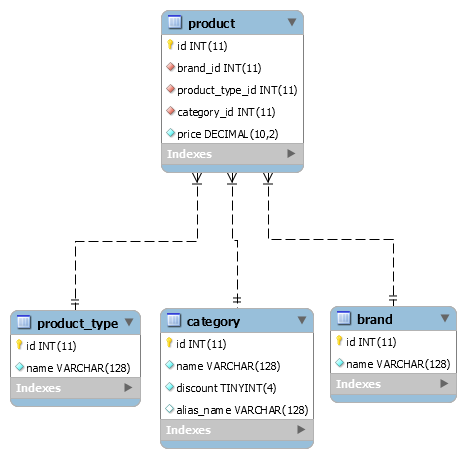 product
id INT(11)
brand_id INT(11)
product_type_id INT(11)
category_id INT(11)
price DECIMAL(10,2)
Indexes
product_type
id INT(11)
name VARCHAR(128)
Indexes
category
id INT(11)
name VARCHAR(128)
discount TINYINT(4)
alias_name VARCHAR(128)
Indexes
brand
id INT(11)
name VARCHAR(128)
Indexes